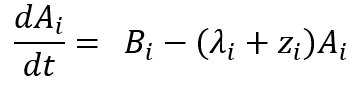 dA_i/dt = B_i − (λ_i + z_i)A_i